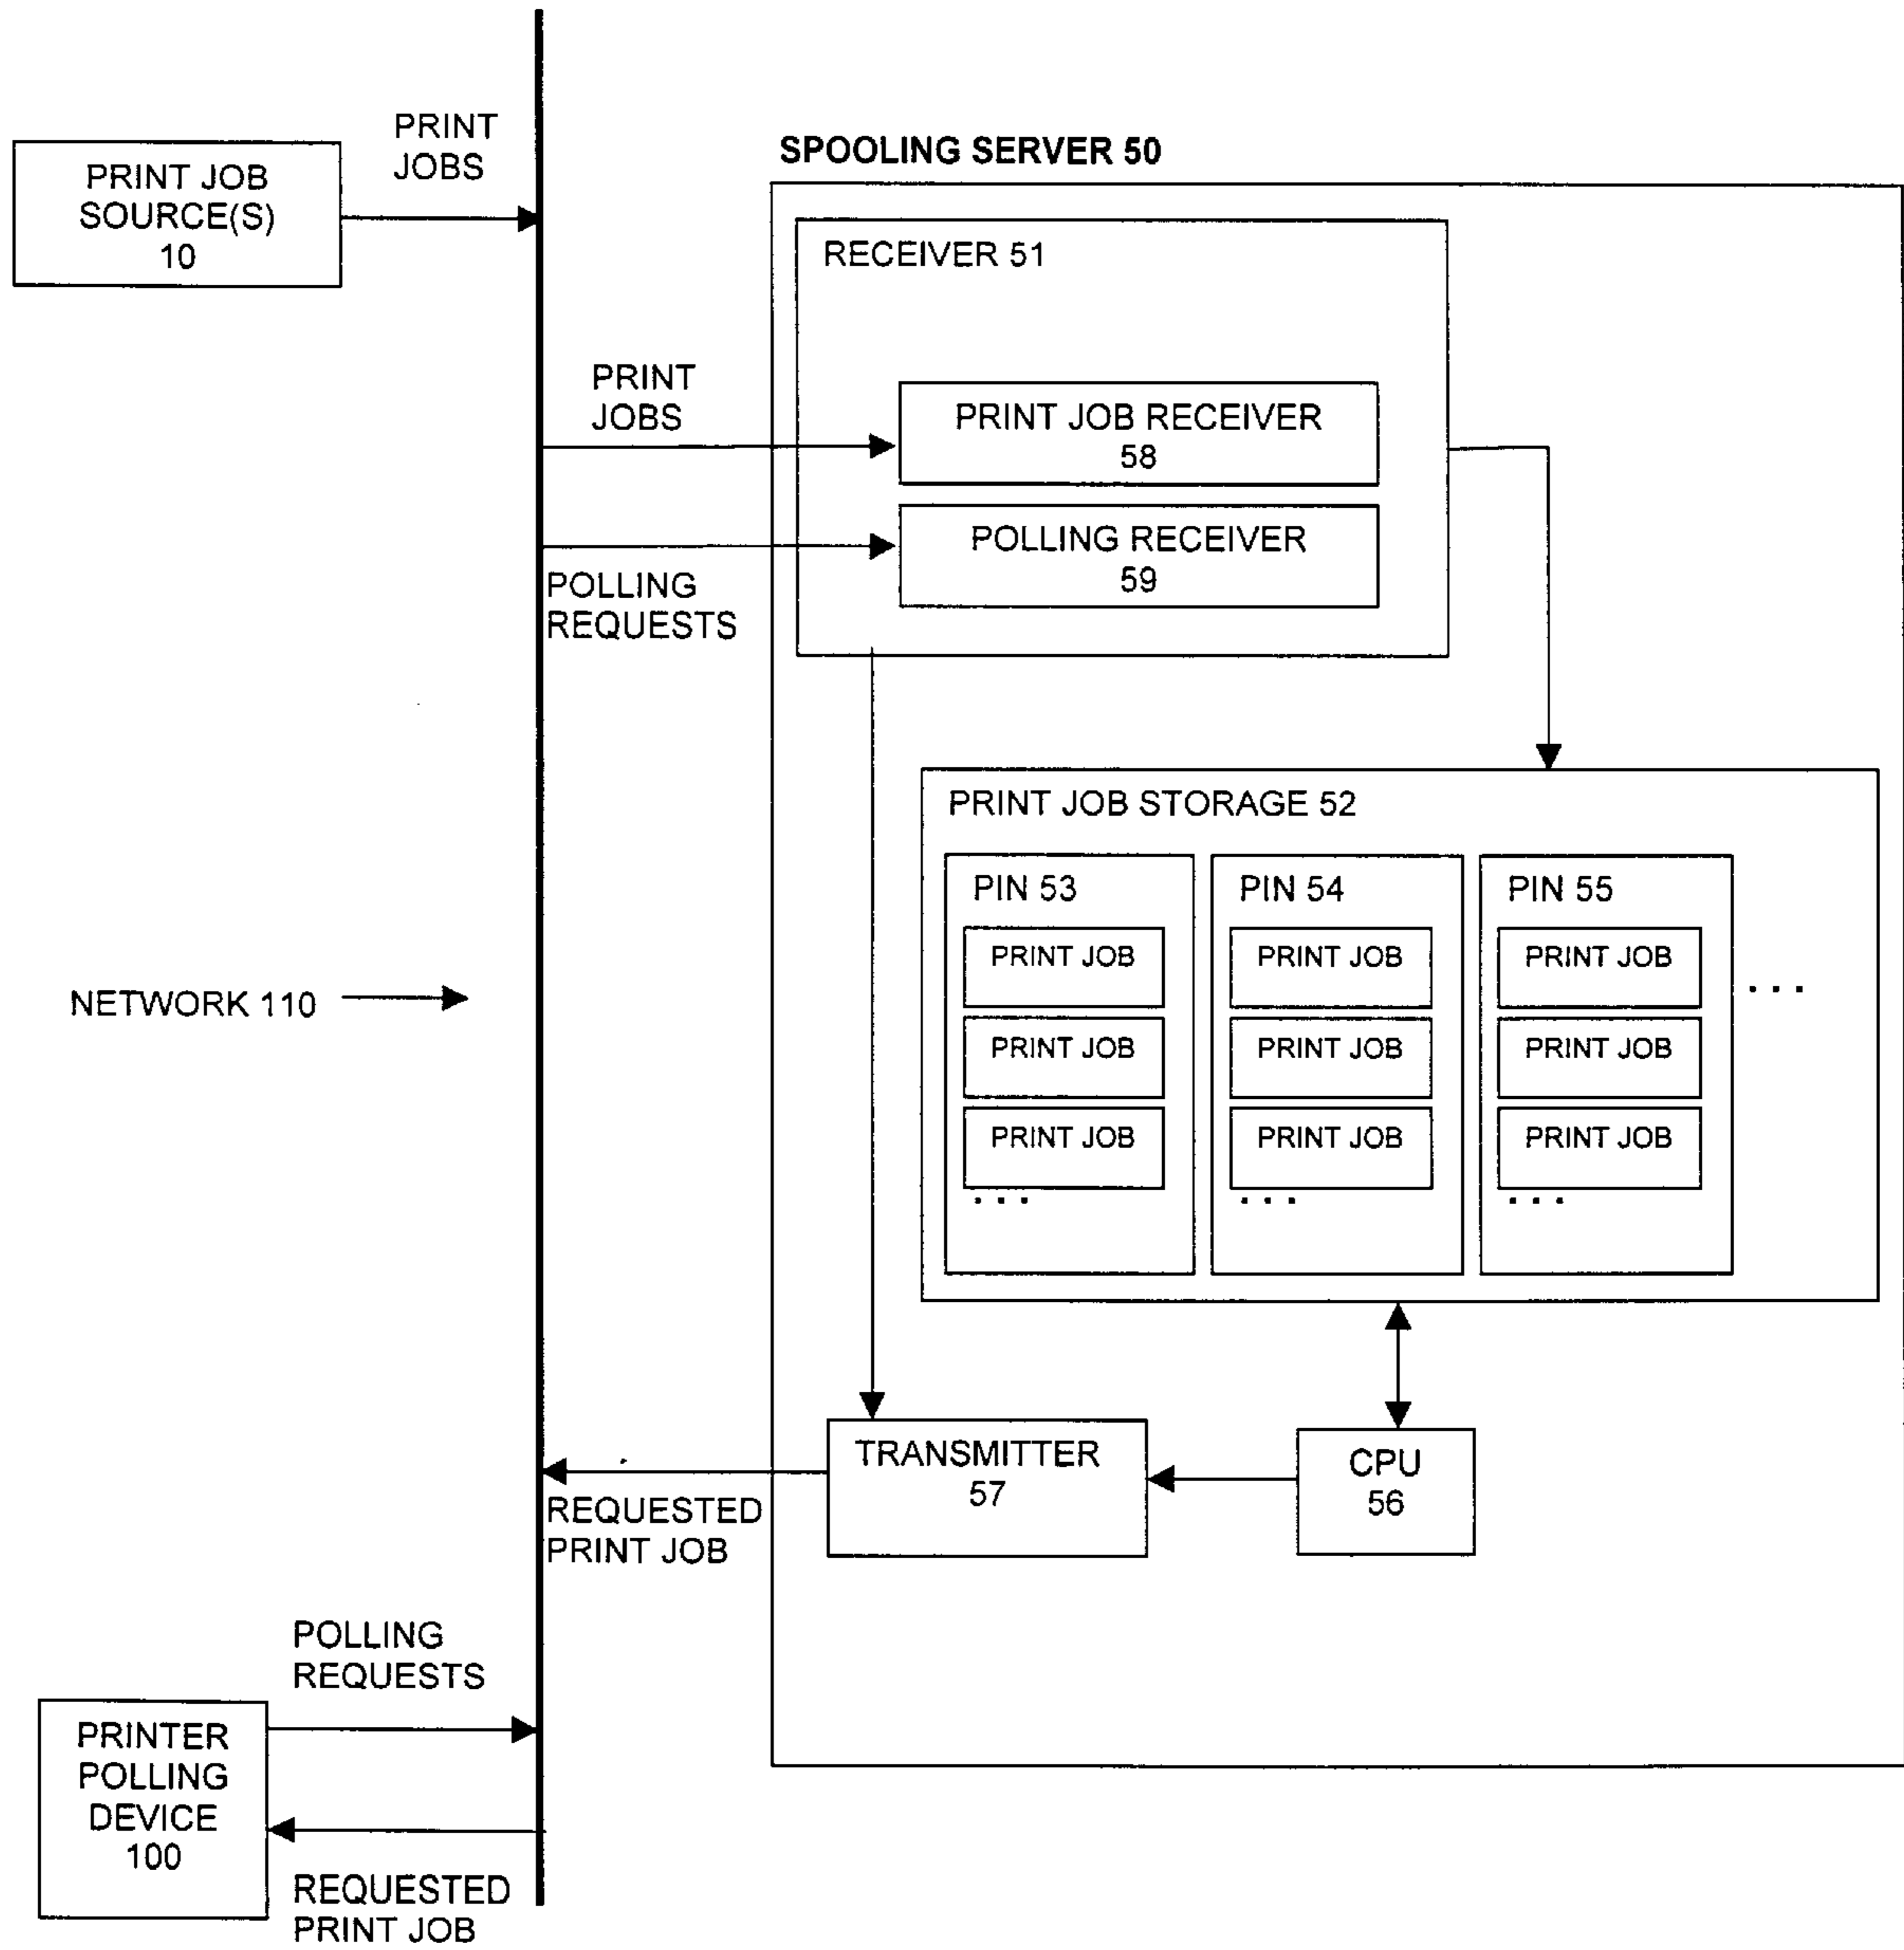 PRINT
JOBS
PRINT JOB
SOURCE(S)
10
SPOOLING SERVER 50
RECEIVER 51
PRINT
JOBS
PRINT JOB RECEIVER
58
POLLING RECEIVER
59
POLLING
REQUESTS
PRINT JOB STORAGE 52
PIN 53
PRINT JOB
PRINT JOB
PRINT JOB
...
PIN 54
PRINT JOB
PRINT JOB
PRINT JOB
...
PIN 55
PRINT JOB
PRINT JOB
PRINT JOB
...
...
NETWORK 110
TRANSMITTER
57
CPU
56
REQUESTED
PRINT JOB
POLLING
REQUESTS
PRINTER
POLLING
DEVICE
100
REQUESTED
PRINT JOB